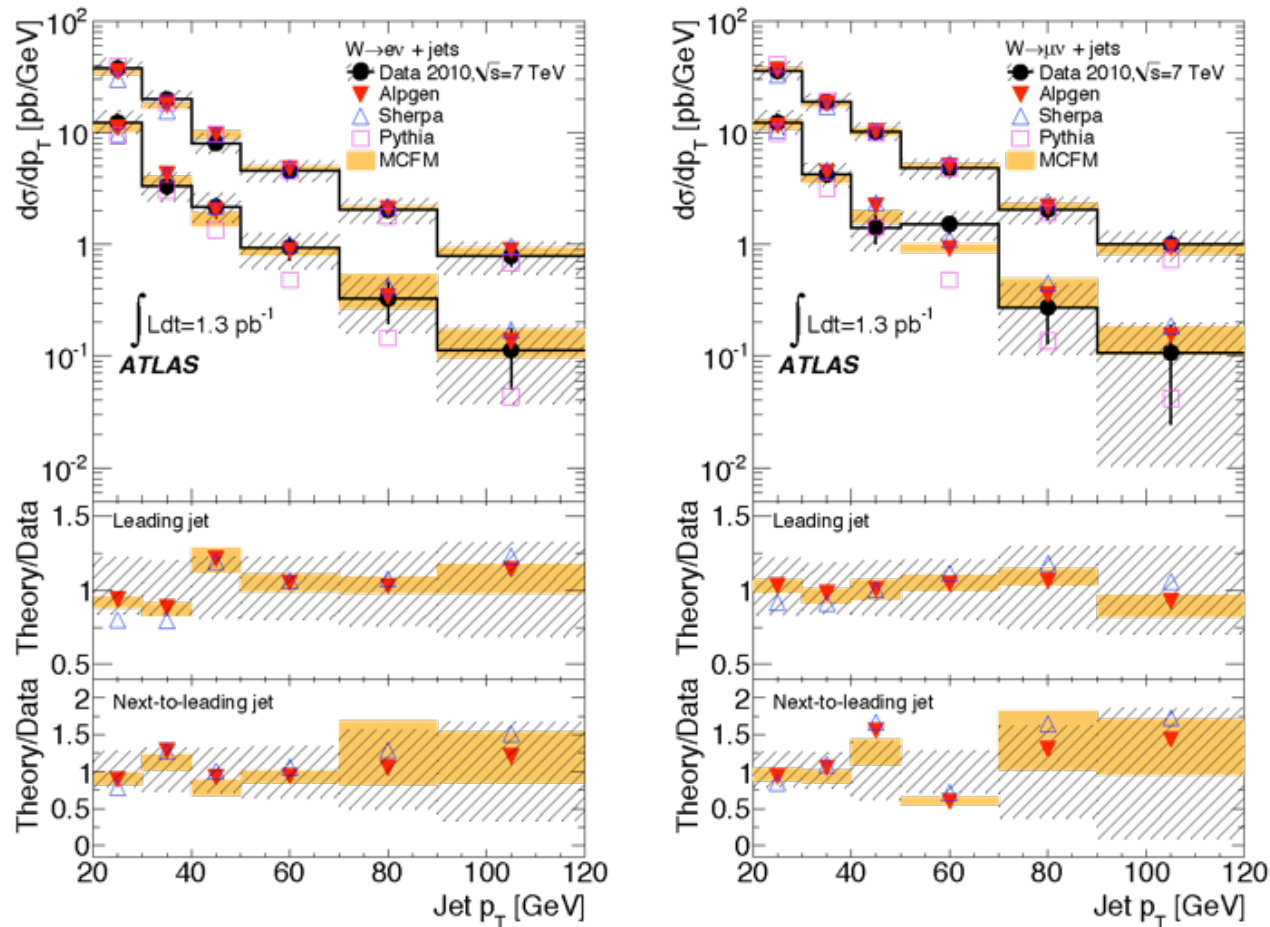 dσ/dp_T [pb/GeV]
10²
10
1
10⁻¹
10⁻²
W→eν + jets
Data 2010,√s=7 TeV
Alpgen
Sherpa
Pythia
MCFM
∫Ldt=1.3 pb⁻¹
ATLAS
Theory/Data
1.5
1
0.5
Leading jet
Theory/Data
2
1.5
1
0.5
0
Next-to-leading jet
20 40 60 80 100 120
Jet p_T [GeV]
dσ/dp_T [pb/GeV]
10²
10
1
10⁻¹
10⁻²
W→μν + jets
Data 2010,√s=7 TeV
Alpgen
Sherpa
Pythia
MCFM
∫Ldt=1.3 pb⁻¹
ATLAS
Theory/Data
1.5
1
0.5
Leading jet
Theory/Data
2
1.5
1
0.5
0
Next-to-leading jet
20 40 60 80 100 120
Jet p_T [GeV]